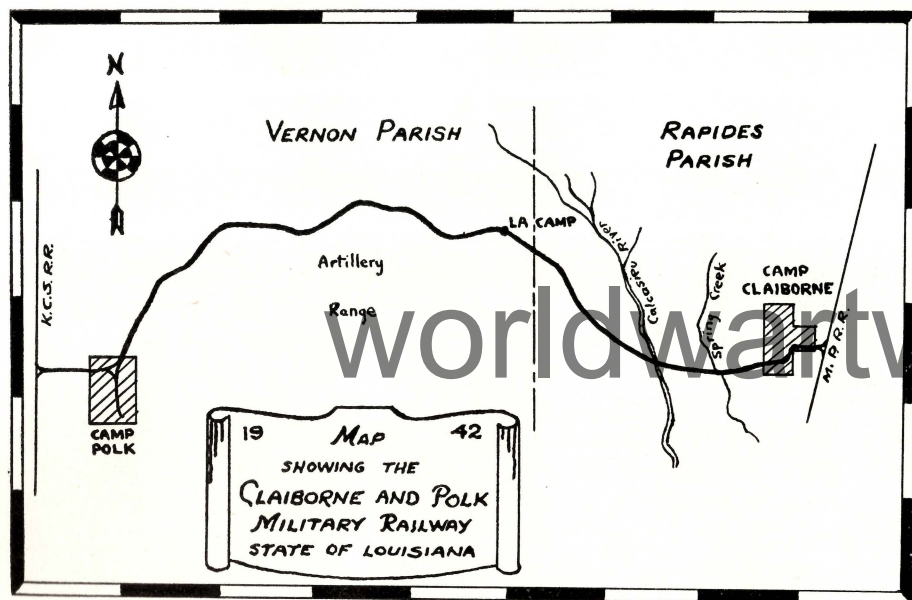 N
VERNON PARISH
RAPIDES
PARISH
LA CAMP
Calcasieu River
Spring Creek
CAMP
CLAIBORNE
Artillery
Range
K.C.S. R.R.
M.P. R.R.
worldwartw
CAMP
POLK
19 MAP 42
SHOWING THE
CLAIBORNE AND POLK
MILITARY RAILWAY
STATE OF LOUISIANA